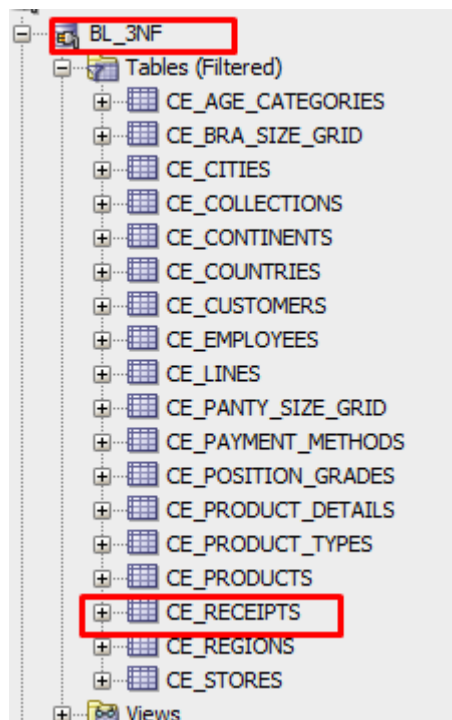 BL_3NF
Tables (Filtered)
CE_AGE_CATEGORIES
CE_BRA_SIZE_GRID
CE_CITIES
CE_COLLECTIONS
CE_CONTINENTS
CE_COUNTRIES
CE_CUSTOMERS
CE_EMPLOYEES
CE_LINES
CE_PANTY_SIZE_GRID
CE_PAYMENT_METHODS
CE_POSITION_GRADES
CE_PRODUCT_DETAILS
CE_PRODUCT_TYPES
CE_PRODUCTS
CE_RECEIPTS
CE_REGIONS
CE_STORES
Views